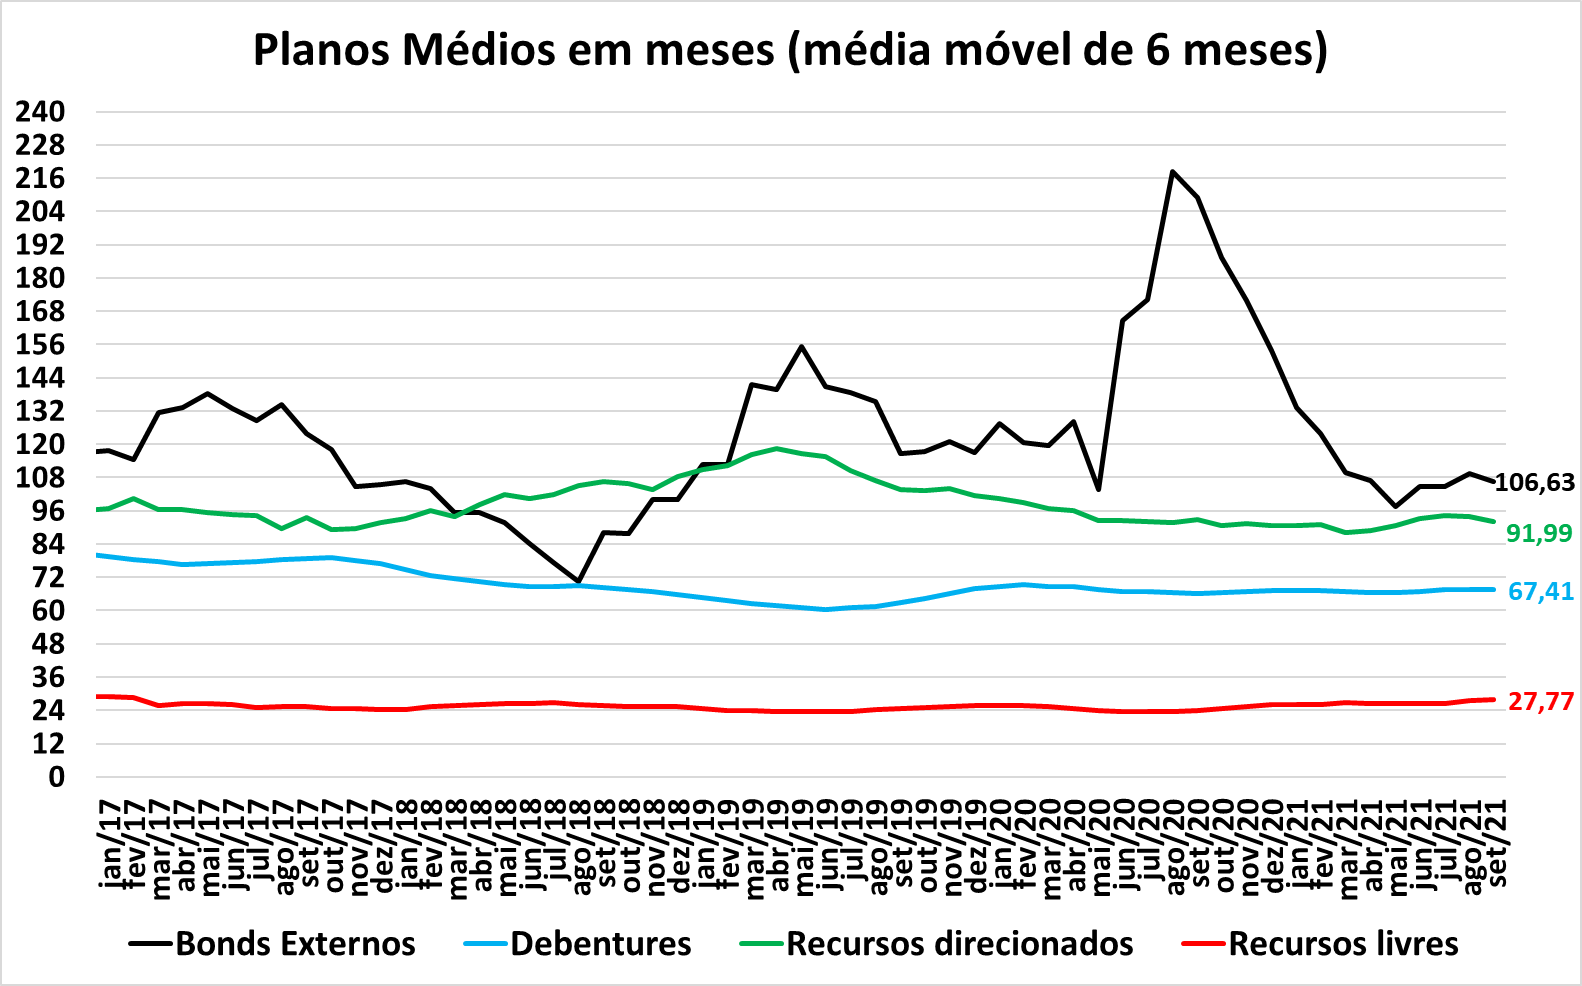 Planos Médios em meses (média móvel de 6 meses)
240
228
216
204
192
180
168
156
144
132
120
108
96
84
72
60
48
36
24
12
0
106,63
91,99
67,41
27,77
jan/17
fev/17
mar/17
abr/17
mai/17
jun/17
jul/17
ago/17
set/17
out/17
nov/17
dez/17
jan/18
fev/18
mar/18
abr/18
mai/18
jun/18
jul/18
ago/18
set/18
out/18
nov/18
dez/18
jan/19
fev/19
mar/19
abr/19
mai/19
jun/19
jul/19
ago/19
set/19
out/19
nov/19
dez/19
jan/20
fev/20
mar/20
abr/20
mai/20
jun/20
jul/20
ago/20
set/20
out/20
nov/20
dez/20
jan/21
fev/21
mar/21
abr/21
mai/21
jun/21
jul/21
ago/21
set/21
Bonds Externos
Debentures
Recursos direcionados
Recursos livres